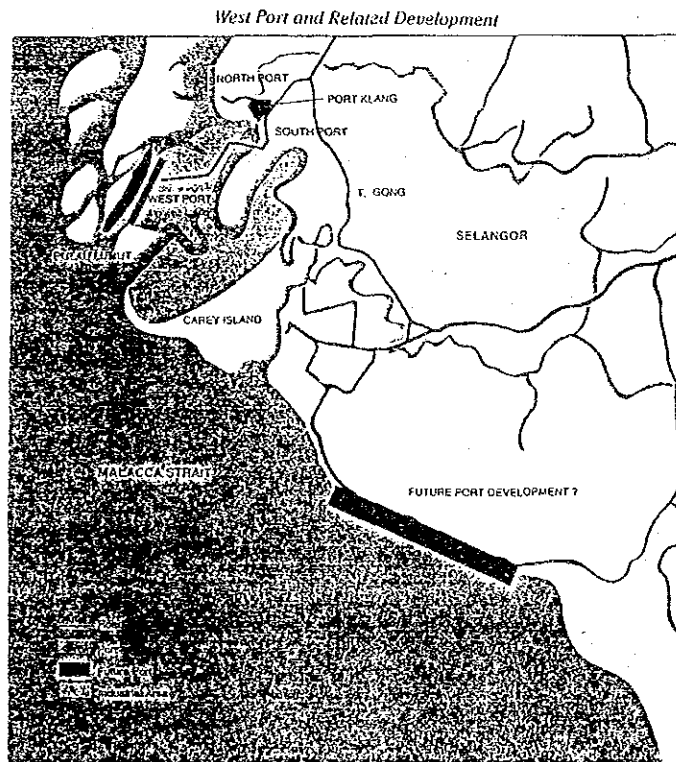 West Port and Related Development
NORTH PORT
PORT KLANG
SOUTH PORT
WEST PORT
T. GONG
SELANGOR
CAREY ISLAND
MALACCA STRAIT
FUTURE PORT DEVELOPMENT ?